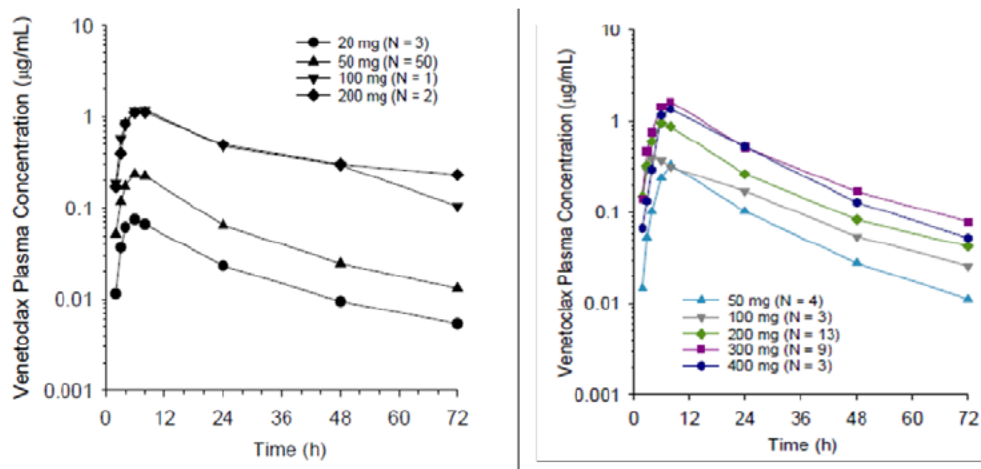 Venetoclax Plasma Concentration (µg/mL)
10
1
0.1
0.01
0.001
20 mg (N = 3)
50 mg (N = 50)
100 mg (N = 1)
200 mg (N = 2)
0 12 24 36 48 60 72
Time (h)
Venetoclax Plasma Concentration (µg/mL)
10
1
0.1
0.01
0.001
50 mg (N = 4)
100 mg (N = 3)
200 mg (N = 13)
300 mg (N = 9)
400 mg (N = 3)
0 12 24 36 48 60 72
Time (h)